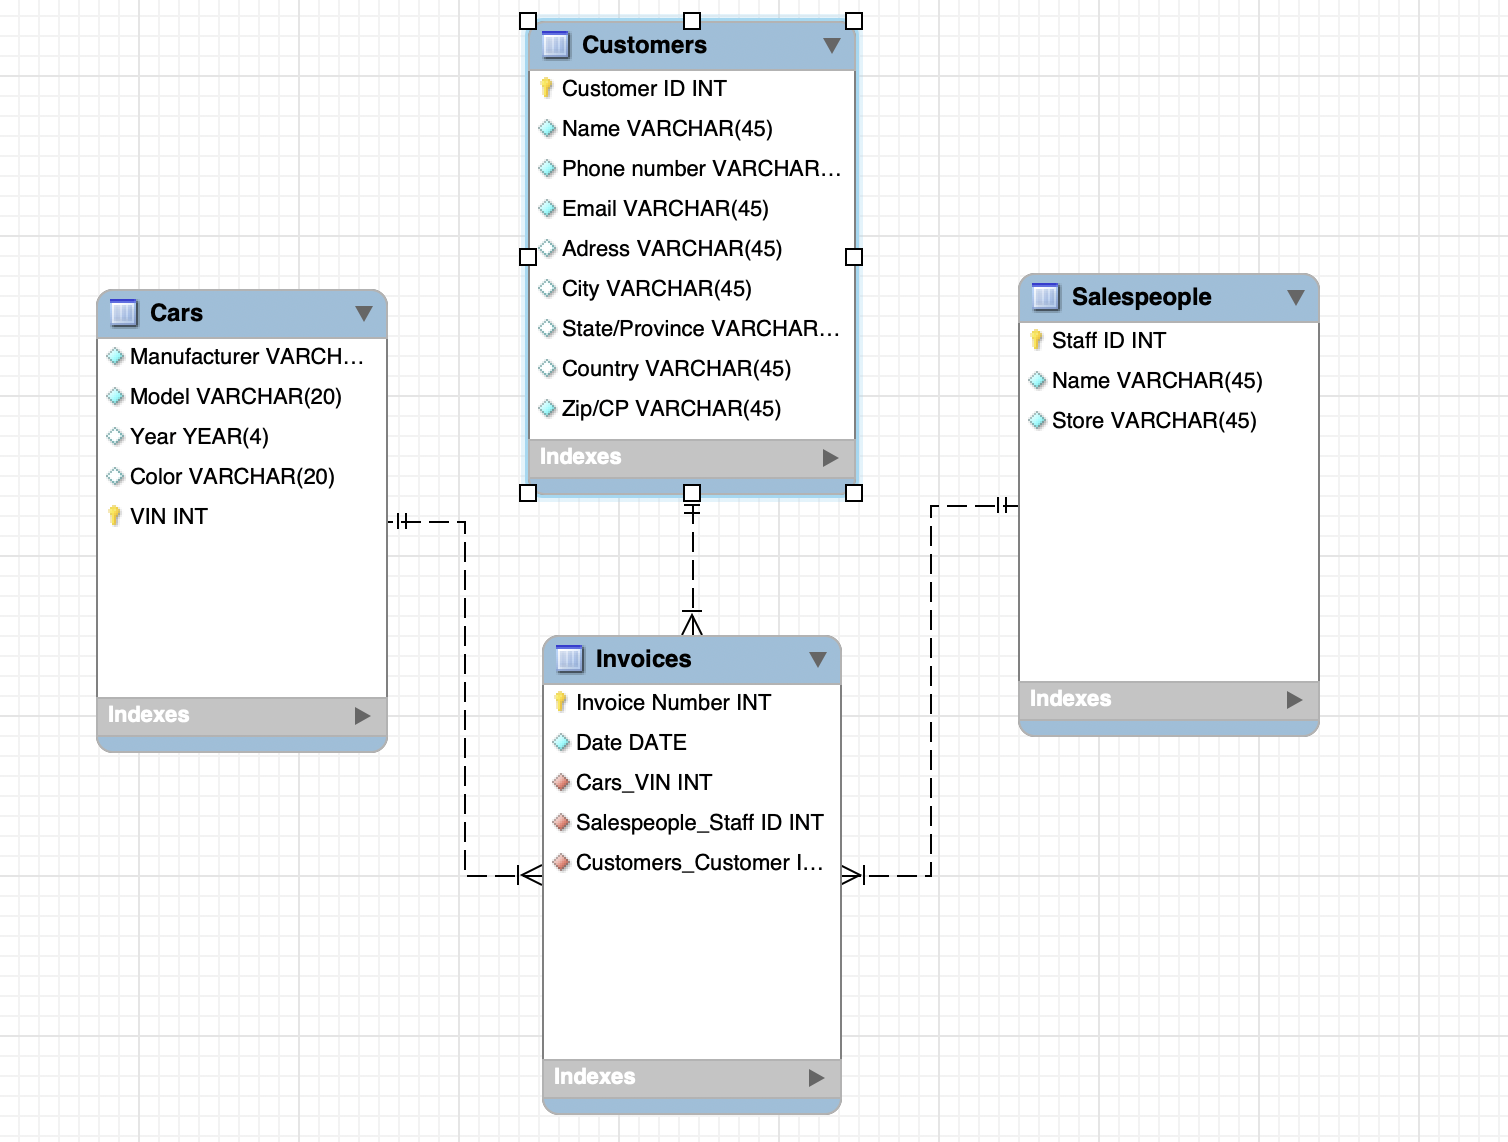 Customers
Customer ID INT
Name VARCHAR(45)
Phone number VARCHAR...
Email VARCHAR(45)
Adress VARCHAR(45)
City VARCHAR(45)
State/Province VARCHAR...
Country VARCHAR(45)
Zip/CP VARCHAR(45)
Indexes
Cars
Manufacturer VARCH...
Model VARCHAR(20)
Year YEAR(4)
Color VARCHAR(20)
VIN INT
Indexes
Salespeople
Staff ID INT
Name VARCHAR(45)
Store VARCHAR(45)
Indexes
Invoices
Invoice Number INT
Date DATE
Cars_VIN INT
Salespeople_Staff ID INT
Customers_Customer I...
Indexes